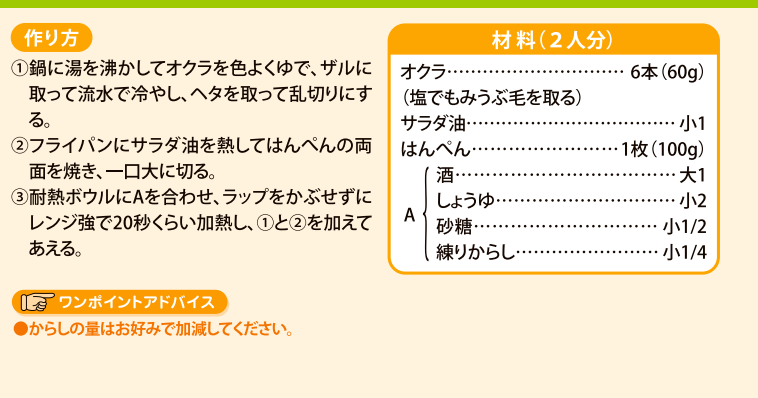 作り方
①鍋に湯を沸かしてオクラを色よくゆで、ザルに
取って流水で冷やし、ヘタを取って乱切りにす
る。
②フライパンにサラダ油を熱してはんぺんの両
面を焼き、一口大に切る。
③耐熱ボウルにAを合わせ、ラップをかぶせずに
レンジ強で20秒くらい加熱し、①と②を加えて
あえる。
ワンポイントアドバイス
●からしの量はお好みで加減してください。
材料(2人分)
オクラ…………………………6本(60g)
(塩でもみうぶ毛を取る)
サラダ油………………………………小1
はんぺん……………………1枚(100g)
A
酒…………………………………大1
しょうゆ…………………………小2
砂糖…………………………小1/2
練りからし……………………小1/4